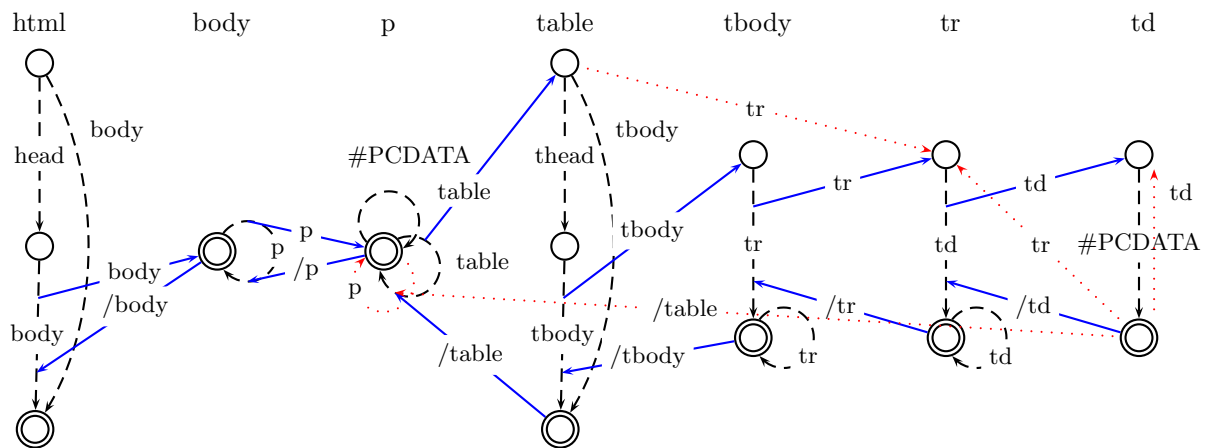 html body p table tbody tr td
tr
body tbody
head #PCDATA thead
table tr td td
p tbody
p tr td tr #PCDATA
/p table
body p
/body /table /tr /td
body tbody
/table /tbody tr td